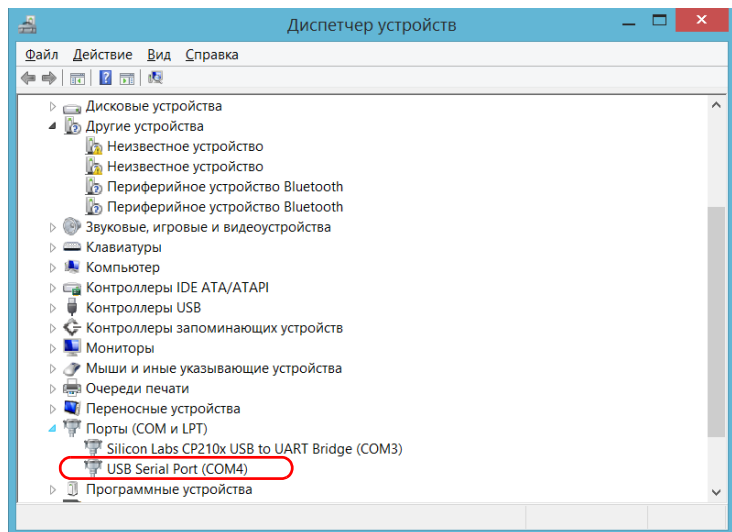 Диспетчер устройств
Файл Действие Вид Справка
Дисковые устройства
Другие устройства
Неизвестное устройство
Неизвестное устройство
Периферийное устройство Bluetooth
Периферийное устройство Bluetooth
Звуковые, игровые и видеоустройства
Клавиатуры
Компьютер
Контроллеры IDE ATA/ATAPI
Контроллеры USB
Контроллеры запоминающих устройств
Мониторы
Мыши и иные указывающие устройства
Очереди печати
Переносные устройства
Порты (COM и LPT)
Silicon Labs CP210x USB to UART Bridge (COM3)
USB Serial Port (COM4)
Программные устройства